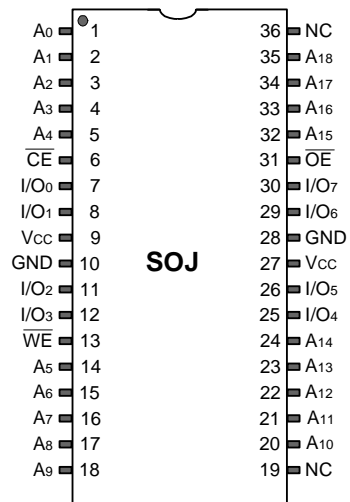 A0 1 36 NC
A1 2 35 A18
A2 3 34 A17
A3 4 33 A16
A4 5 32 A15
C̅E̅ 6 31 O̅E̅
I/O0 7 30 I/O7
I/O1 8 29 I/O6
VCC 9 28 GND
GND 10 SOJ 27 VCC
I/O2 11 26 I/O5
I/O3 12 25 I/O4
W̅E̅ 13 24 A14
A5 14 23 A13
A6 15 22 A12
A7 16 21 A11
A8 17 20 A10
A9 18 19 NC